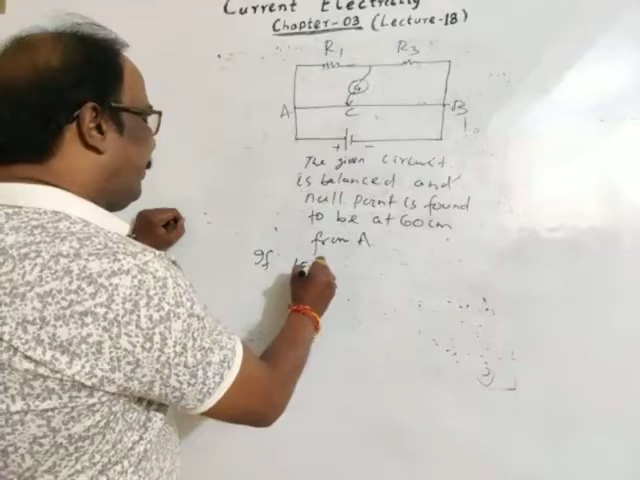 Current Electricity
Chapter-03 (Lecture-18)
R1 R3
G
A C B
+ -
The given circuit
is balanced and
null point is found
to be at 60cm
from A
If